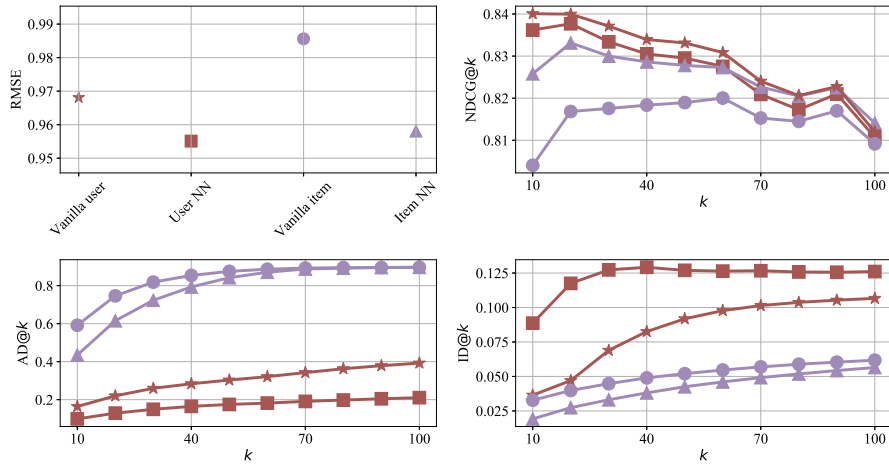 RMSE
0.99
0.98
0.97
0.96
0.95
Vanilla user
User NN
Vanilla item
Item NN
NDCG@k
0.84
0.83
0.82
0.81
10
40
70
100
k
AD@k
0.8
0.6
0.4
0.2
10
40
70
100
k
ID@k
0.125
0.100
0.075
0.050
0.025
10
40
70
100
k